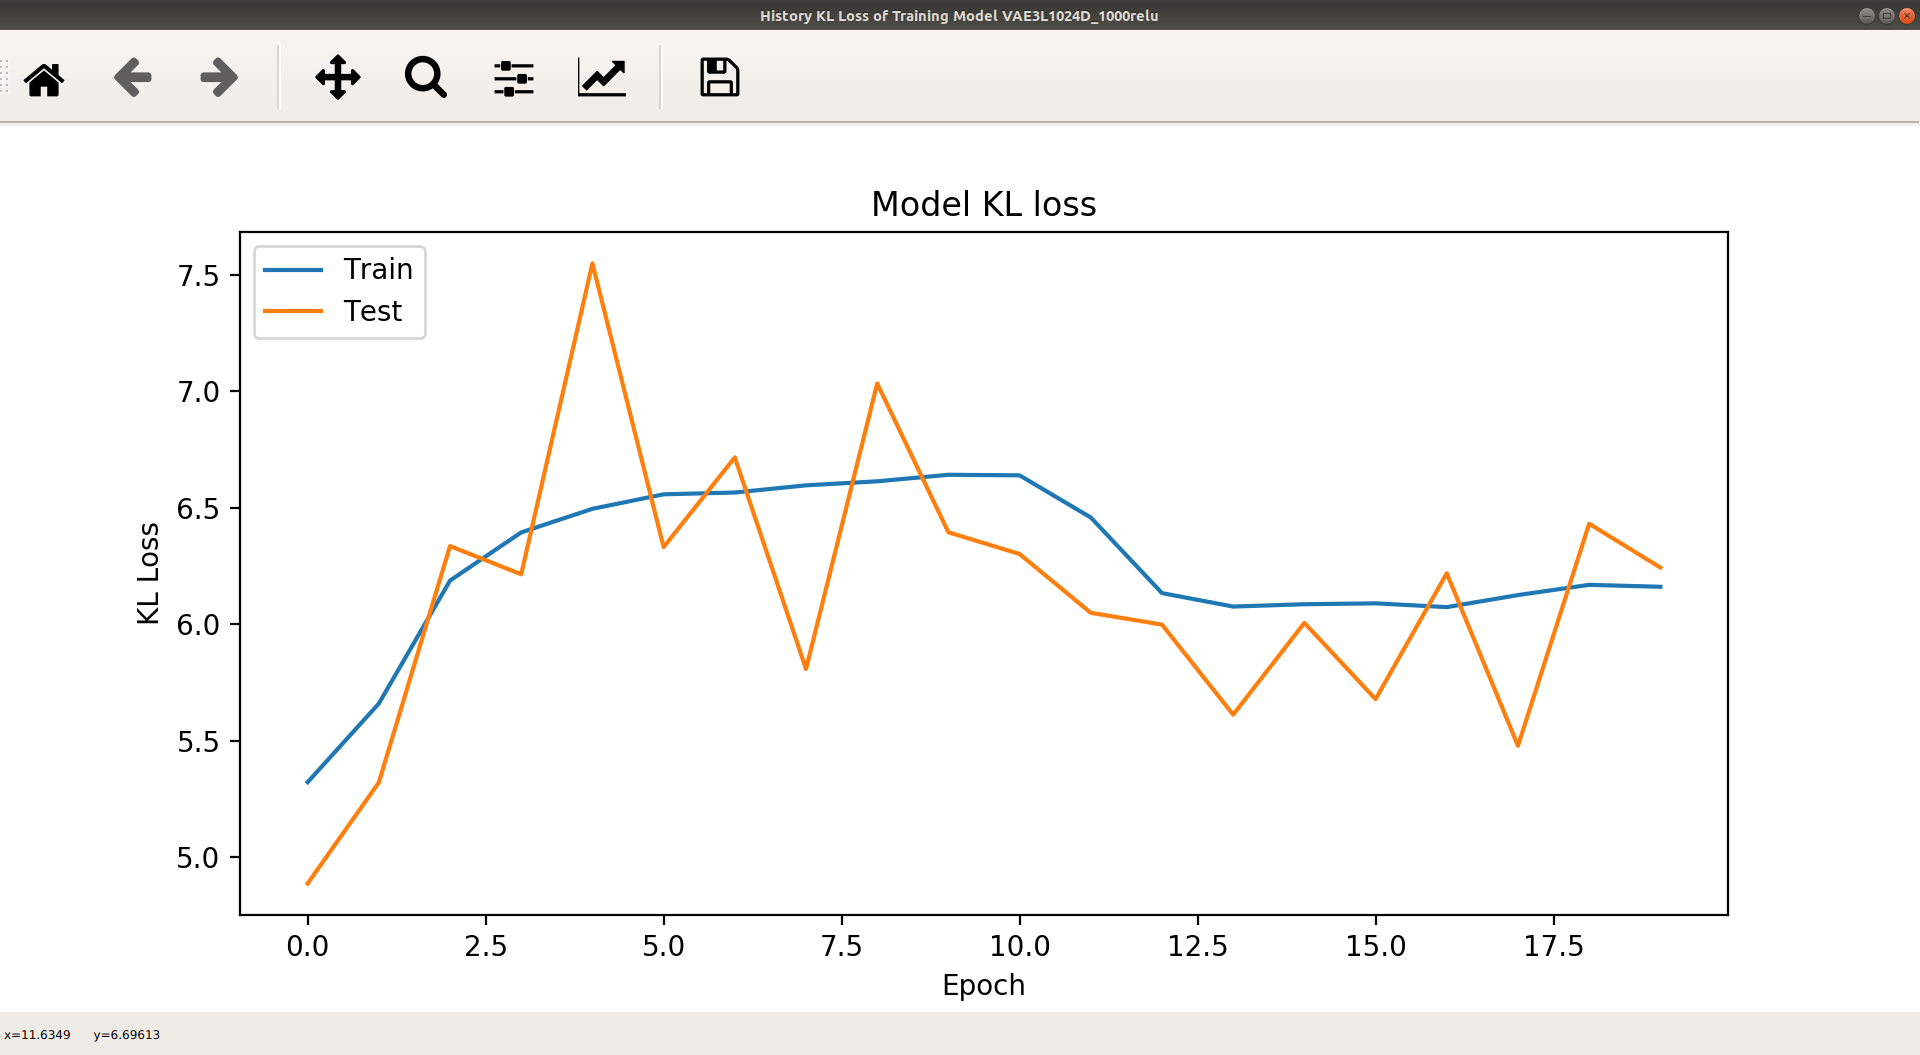 History KL Loss of Training Model VAE3L1024D_1000relu
Model KL loss
Train
Test
7.5
7.0
6.5
6.0
5.5
5.0
KL Loss
0.0 2.5 5.0 7.5 10.0 12.5 15.0 17.5
Epoch
x=11.6349 y=6.69613